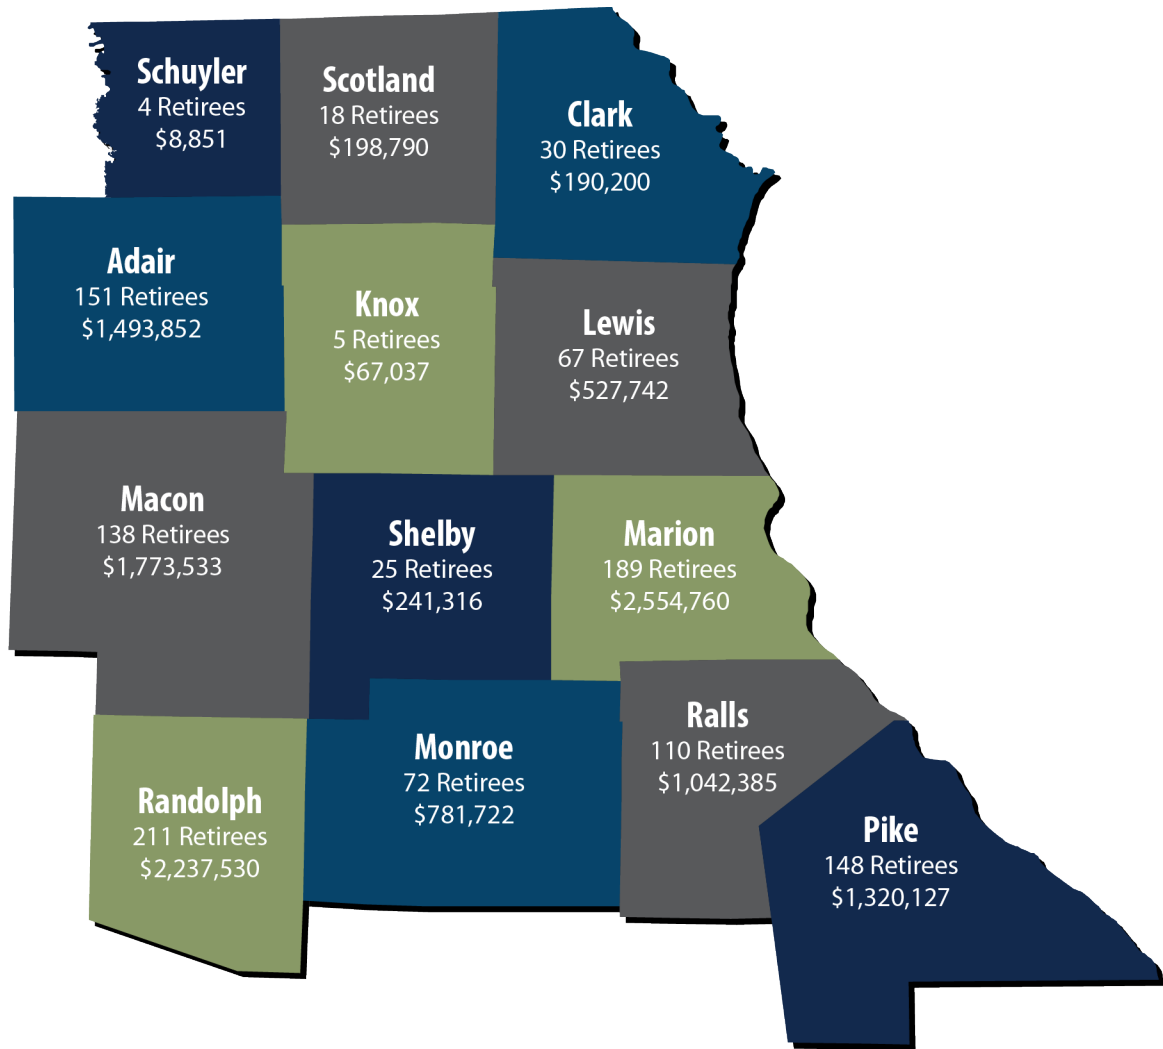 Schuyler
4 Retirees
$8,851
Scotland
18 Retirees
$198,790
Clark
30 Retirees
$190,200
Adair
151 Retirees
$1,493,852
Knox
5 Retirees
$67,037
Lewis
67 Retirees
$527,742
Macon
138 Retirees
$1,773,533
Shelby
25 Retirees
$241,316
Marion
189 Retirees
$2,554,760
Randolph
211 Retirees
$2,237,530
Monroe
72 Retirees
$781,722
Ralls
110 Retirees
$1,042,385
Pike
148 Retirees
$1,320,127